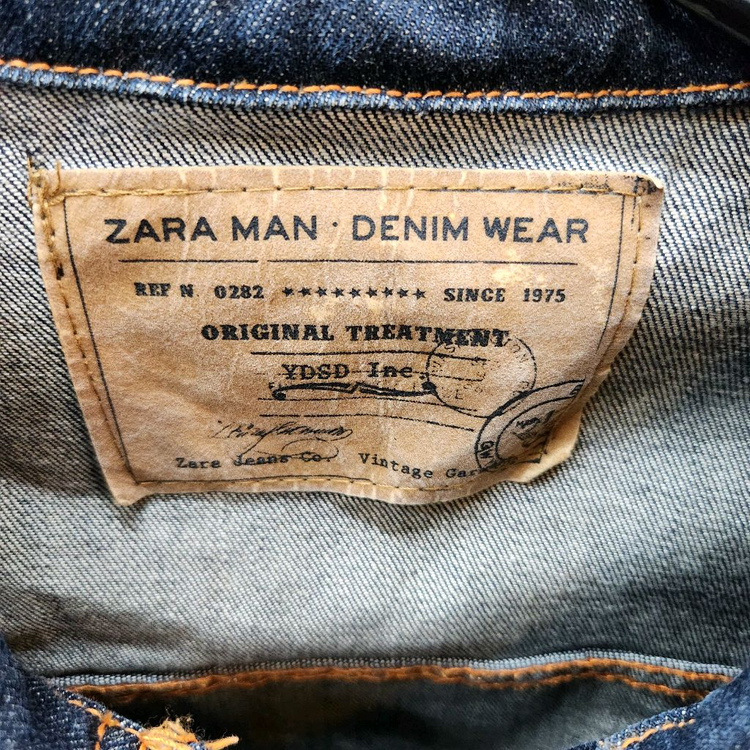 ZARA MAN · DENIM WEAR
REF N. 0282 ★★★★★★★★★ SINCE 1975
ORIGINAL TREATMENT
YDSD Inc.
Zara Jeans Co. Vintage